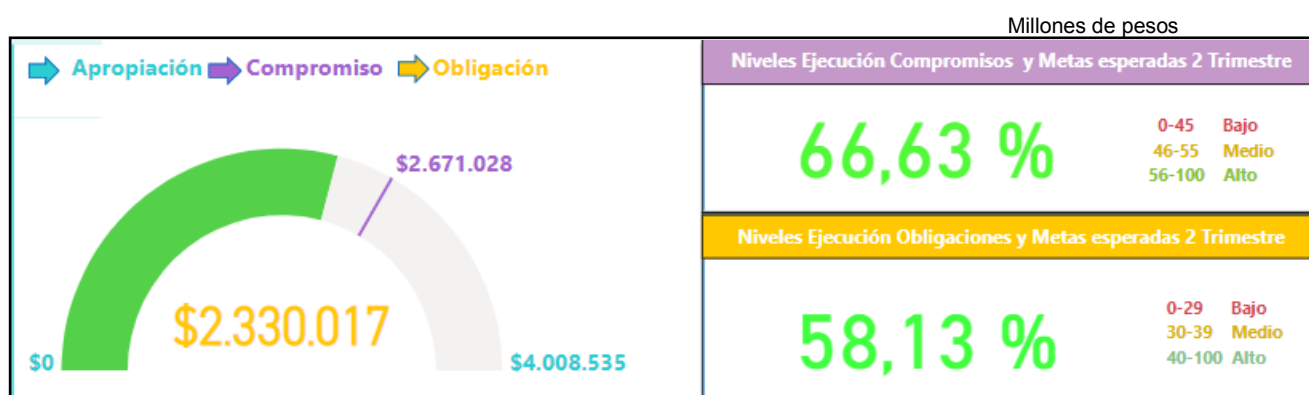 Millones de pesos
Apropiación Compromiso Obligación
$2.671.028
$2.330.017
$0
$4.008.535
Niveles Ejecución Compromisos y Metas esperadas 2 Trimestre
66,63 %
0-45 Bajo
46-55 Medio
56-100 Alto
Niveles Ejecución Obligaciones y Metas esperadas 2 Trimestre
58,13 %
0-29 Bajo
30-39 Medio
40-100 Alto